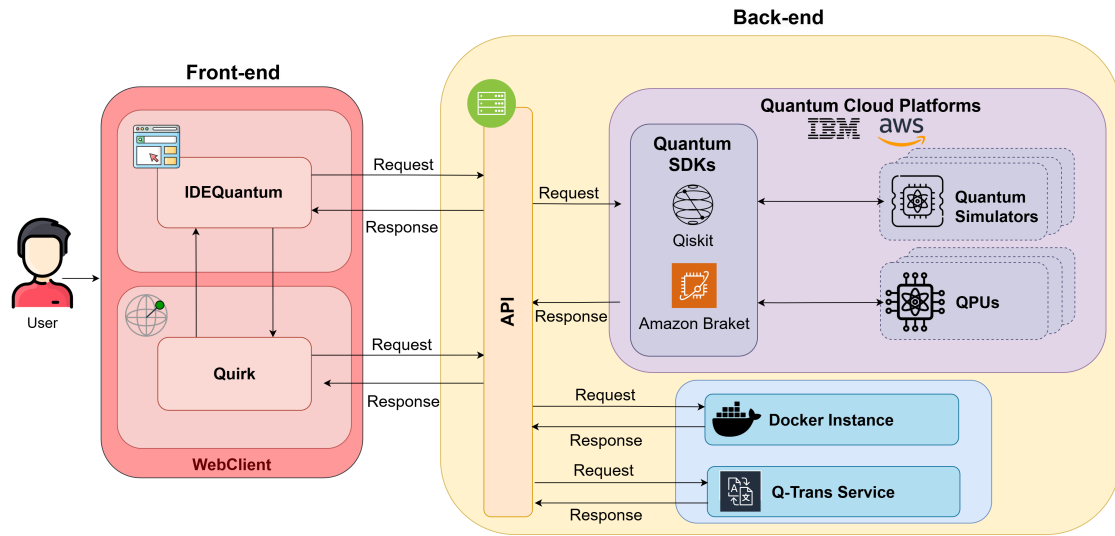 Back-end
Front-end
Quantum Cloud Platforms
IBM
aws
Quantum
SDKs
IDEQuantum
Request
Response
Request
Quantum
Simulators
Qiskit
User
API
Response
Amazon Braket
QPUs
Quirk
Request
Response
WebClient
Request
Docker Instance
Response
Request
A
文
Q-Trans Service
Response